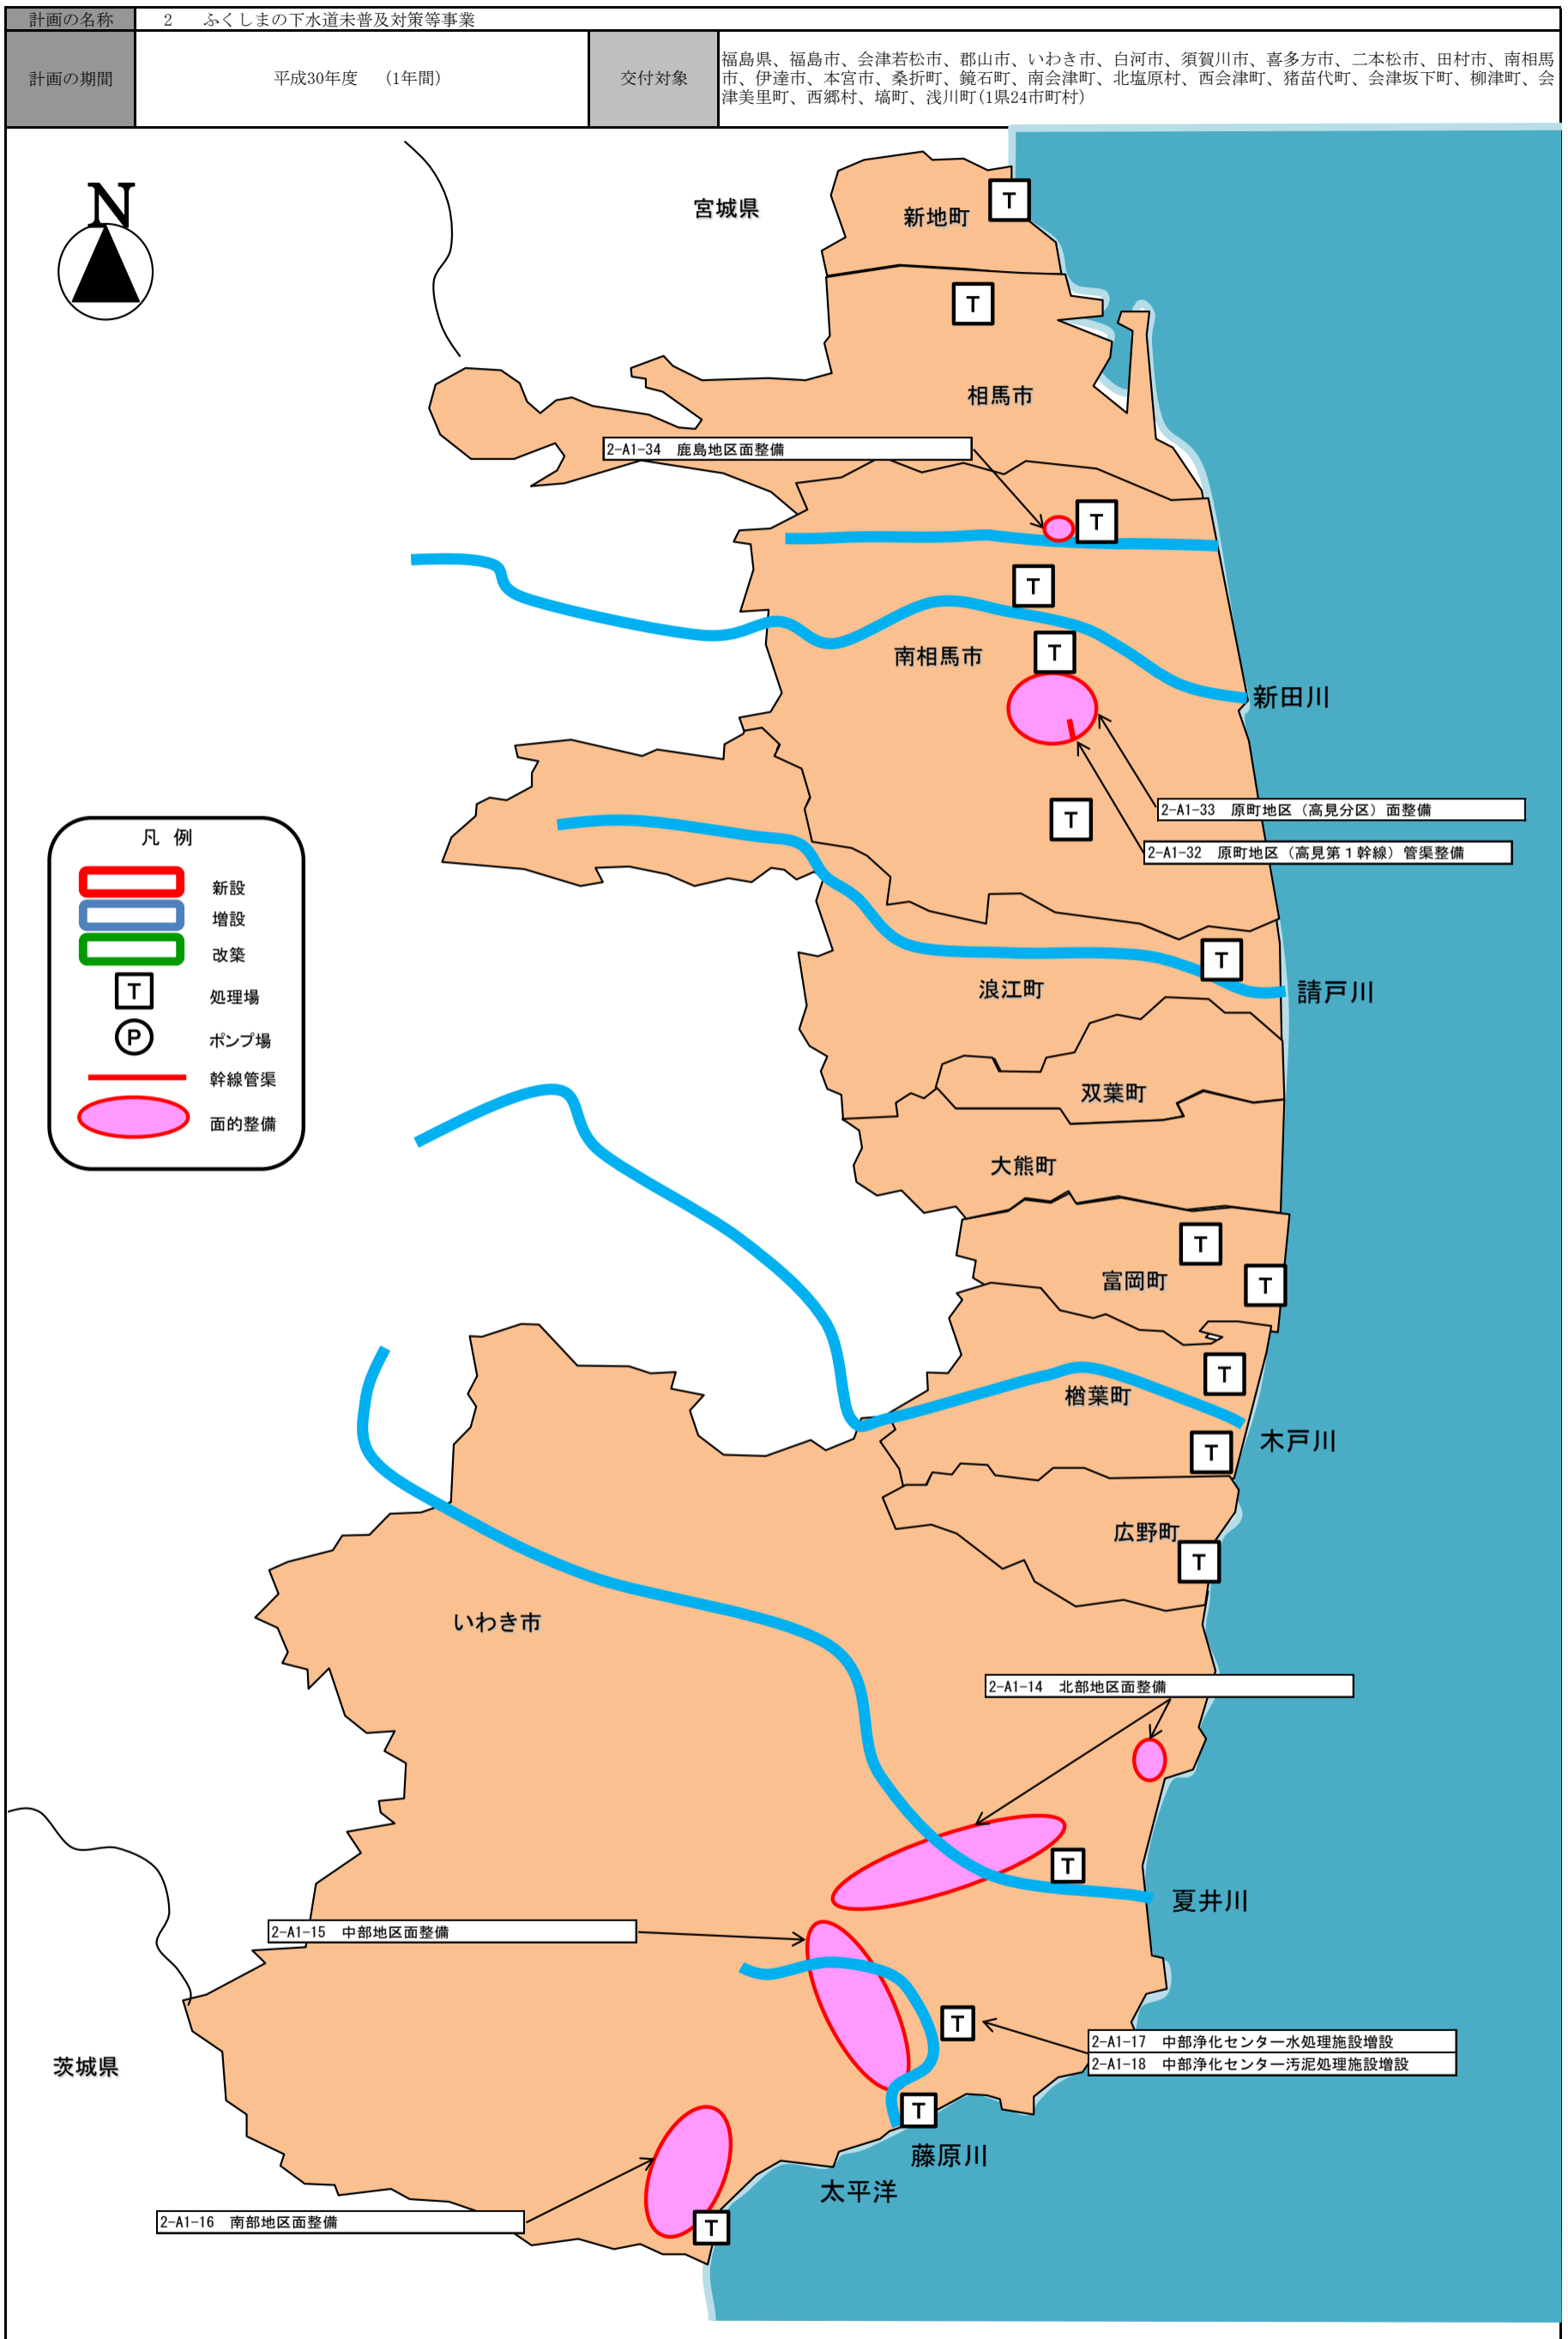 計画の名称
2　ふくしまの下水道未普及対策等事業
計画の期間
平成30年度　(1年間)
交付対象
福島県、福島市、会津若松市、郡山市、いわき市、白河市、須賀川市、喜多方市、二本松市、田村市、南相馬
市、伊達市、本宮市、桑折町、鏡石町、南会津町、北塩原村、西会津町、猪苗代町、会津坂下町、柳津町、会
津美里町、西郷村、塙町、浅川町(1県24市町村)
N
宮城県
新地町
T
T
相馬市
2-A1-34　鹿島地区面整備
T
T
南相馬市
T
新田川
2-A1-33　原町地区（高見分区）面整備
T
2-A1-32　原町地区（高見第１幹線）管渠整備
凡 例
新設
増設
改築
T
処理場
P
ポンプ場
幹線管渠
面的整備
T
浪江町
請戸川
双葉町
大熊町
T
富岡町
T
T
楢葉町
木戸川
T
広野町
T
いわき市
2-A1-14　北部地区面整備
T
夏井川
2-A1-15　中部地区面整備
T
2-A1-17　中部浄化センター水処理施設増設
2-A1-18　中部浄化センター汚泥処理施設増設
茨城県
T
藤原川
太平洋
2-A1-16　南部地区面整備
T